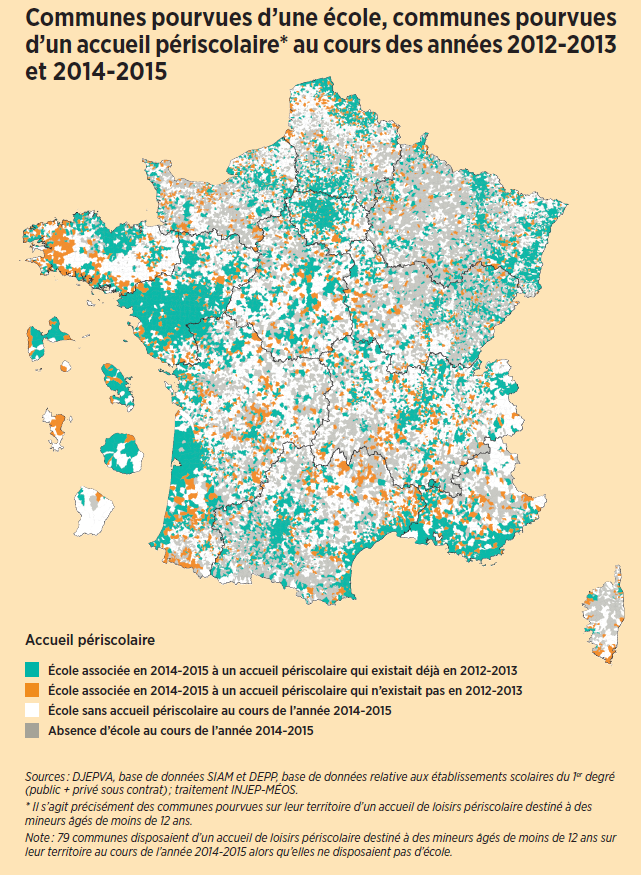 Communes pourvues d’une école, communes pourvues
d’un accueil périscolaire* au cours des années 2012-2013
et 2014-2015
Accueil périscolaire
École associée en 2014-2015 à un accueil périscolaire qui existait déjà en 2012-2013
École associée en 2014-2015 à un accueil périscolaire qui n’existait pas en 2012-2013
École sans accueil périscolaire au cours de l’année 2014-2015
Absence d’école au cours de l’année 2014-2015
Sources : DJEPVA, base de données SIAM et DEPP, base de données relative aux établissements scolaires du 1er degré
(public + privé sous contrat) ; traitement INJEP-MÉOS.
* Il s’agit précisément des communes pourvues sur leur territoire d’un accueil de loisirs périscolaire destiné à des
mineurs âgés de moins de 12 ans.
Note : 79 communes disposaient d’un accueil de loisirs périscolaire destiné à des mineurs âgés de moins de 12 ans sur
leur territoire au cours de l’année 2014-2015 alors qu’elles ne disposaient pas d’école.